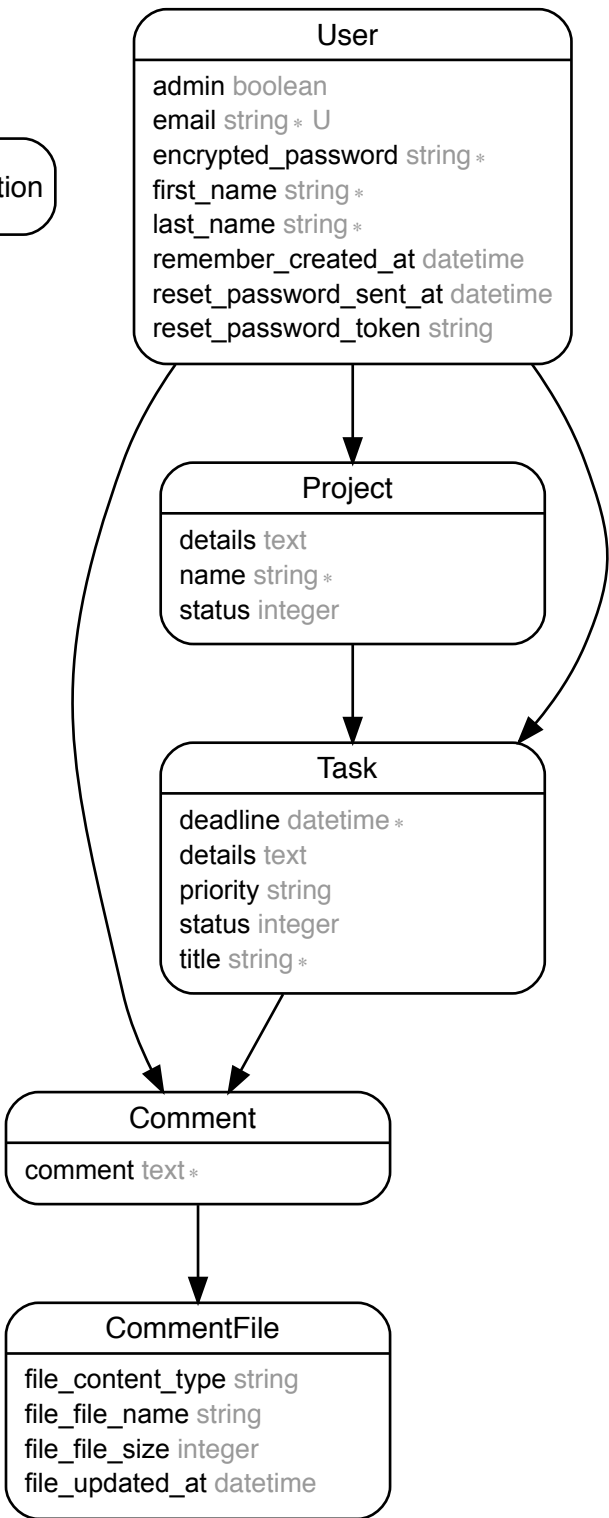 User
admin boolean
email string ∗ U
encrypted_password string ∗
first_name string ∗
last_name string ∗
remember_created_at datetime
reset_password_sent_at datetime
reset_password_token string
tion
Project
details text
name string ∗
status integer
Task
deadline datetime ∗
details text
priority string
status integer
title string ∗
Comment
comment text ∗
CommentFile
file_content_type string
file_file_name string
file_file_size integer
file_updated_at datetime